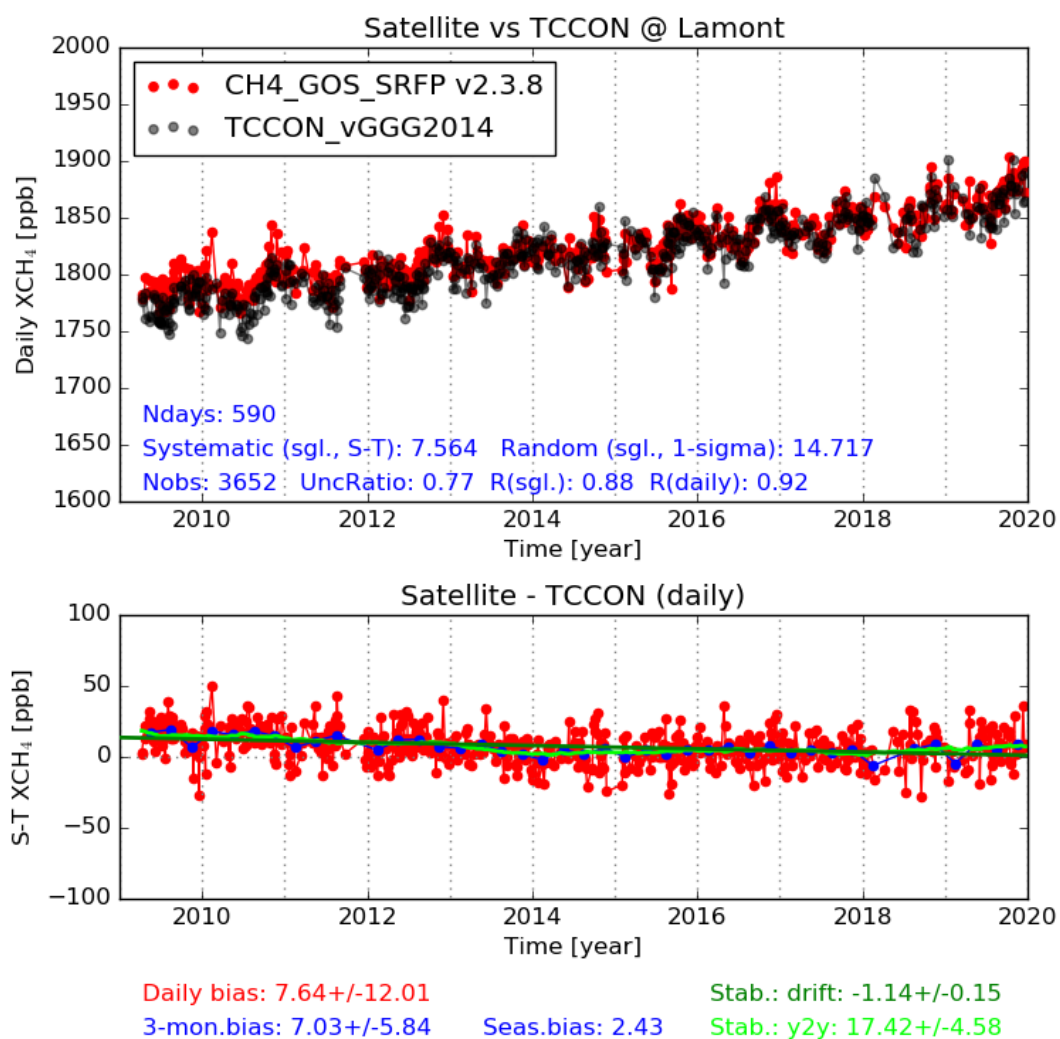 Satellite vs TCCON @ Lamont
2000
1950
1900
1850
1800
1750
1700
1650
1600
Daily XCH₄ [ppb]
CH4_GOS_SRFP v2.3.8
TCCON_vGGG2014
Ndays: 590
Systematic (sgl., S-T): 7.564 Random (sgl., 1-sigma): 14.717
Nobs: 3652 UncRatio: 0.77 R(sgl.): 0.88 R(daily): 0.92
2010 2012 2014 2016 2018 2020
Time [year]
Satellite - TCCON (daily)
100
50
0
−50
−100
S-T XCH₄ [ppb]
2010 2012 2014 2016 2018 2020
Time [year]
Daily bias: 7.64+/-12.01 Stab.: drift: -1.14+/-0.15
3-mon.bias: 7.03+/-5.84 Seas.bias: 2.43 Stab.: y2y: 17.42+/-4.58